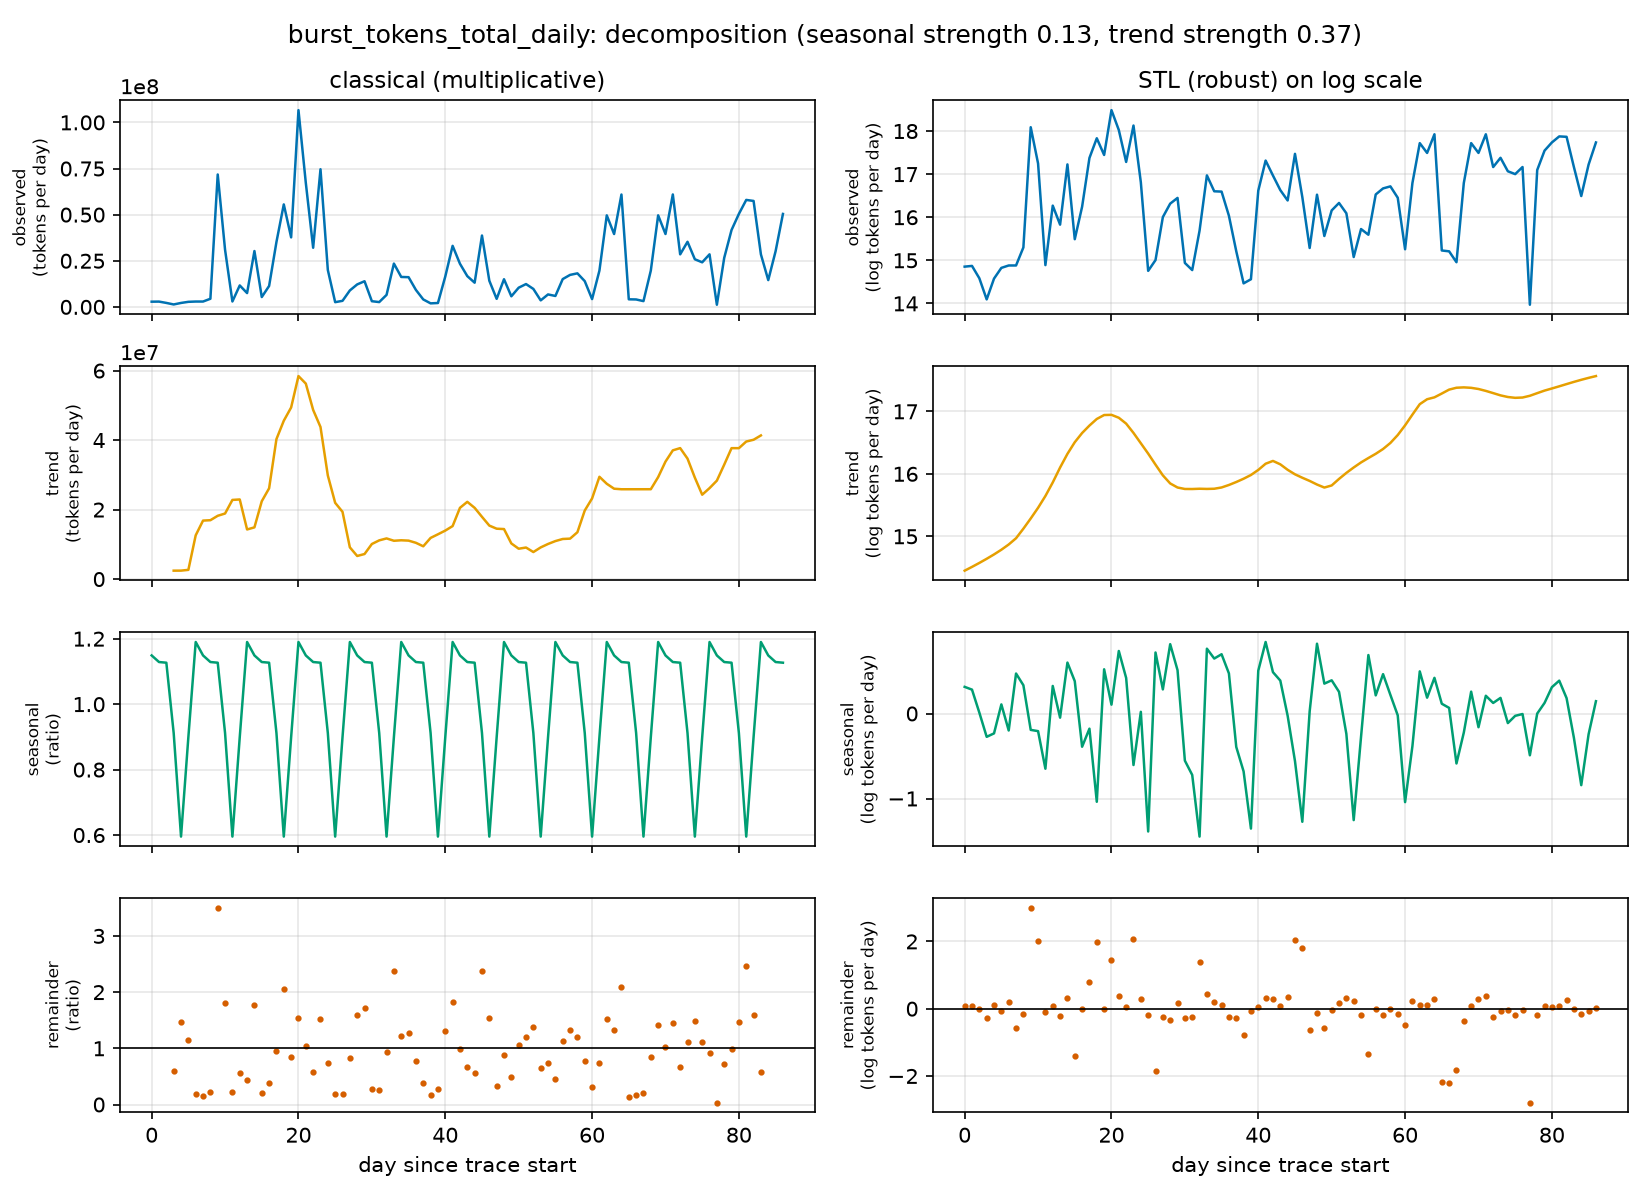 burst_tokens_total_daily: decomposition (seasonal strength 0.13, trend strength 0.37)
classical (multiplicative)
1e8
observed
(tokens per day)
1.00
0.75
0.50
0.25
0.00
STL (robust) on log scale
observed
(log tokens per day)
18
17
16
15
14
1e7
trend
(tokens per day)
6
4
2
0
trend
(log tokens per day)
17
16
15
seasonal
(ratio)
1.2
1.0
0.8
0.6
seasonal
(log tokens per day)
0
−1
remainder
(ratio)
3
2
1
0
0 20 40 60 80
day since trace start
remainder
(log tokens per day)
2
0
−2
0 20 40 60 80
day since trace start